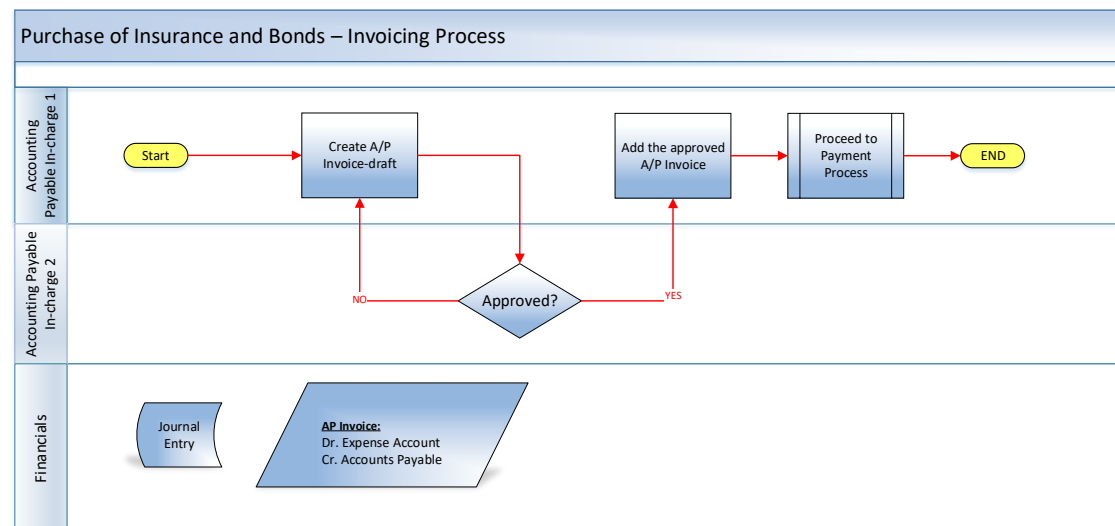 Purchase of Insurance and Bonds – Invoicing Process
Accounting
Payable In-charge 1
Start
Create A/P
Invoice-draft
Add the approved
A/P Invoice
Proceed to
Payment
Process
END
Accounting Payable
In-charge 2
NO
Approved?
YES
Financials
Journal
Entry
AP Invoice:
Dr. Expense Account
Cr. Accounts Payable